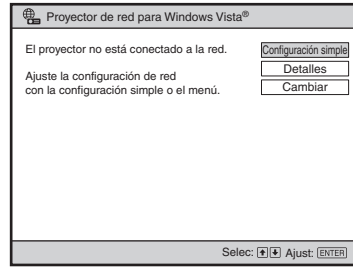 Proyector de red para Windows Vista®
El proyector no está conectado a la red.
Configuración simple
Detalles
Cambiar
Ajuste la configuración de red
con la configuración simple o el menú.
Selec: ↑ ↓ Ajust: ENTER